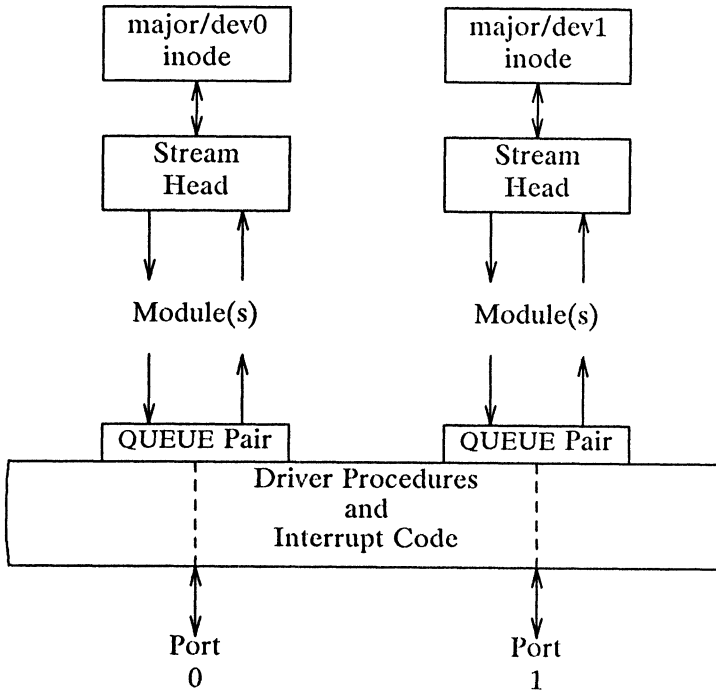 major/dev0
inode
major/dev1
inode
Stream
Head
Stream
Head
Module(s)
Module(s)
QUEUE Pair
QUEUE Pair
Driver Procedures
and
Interrupt Code
Port
0
Port
1